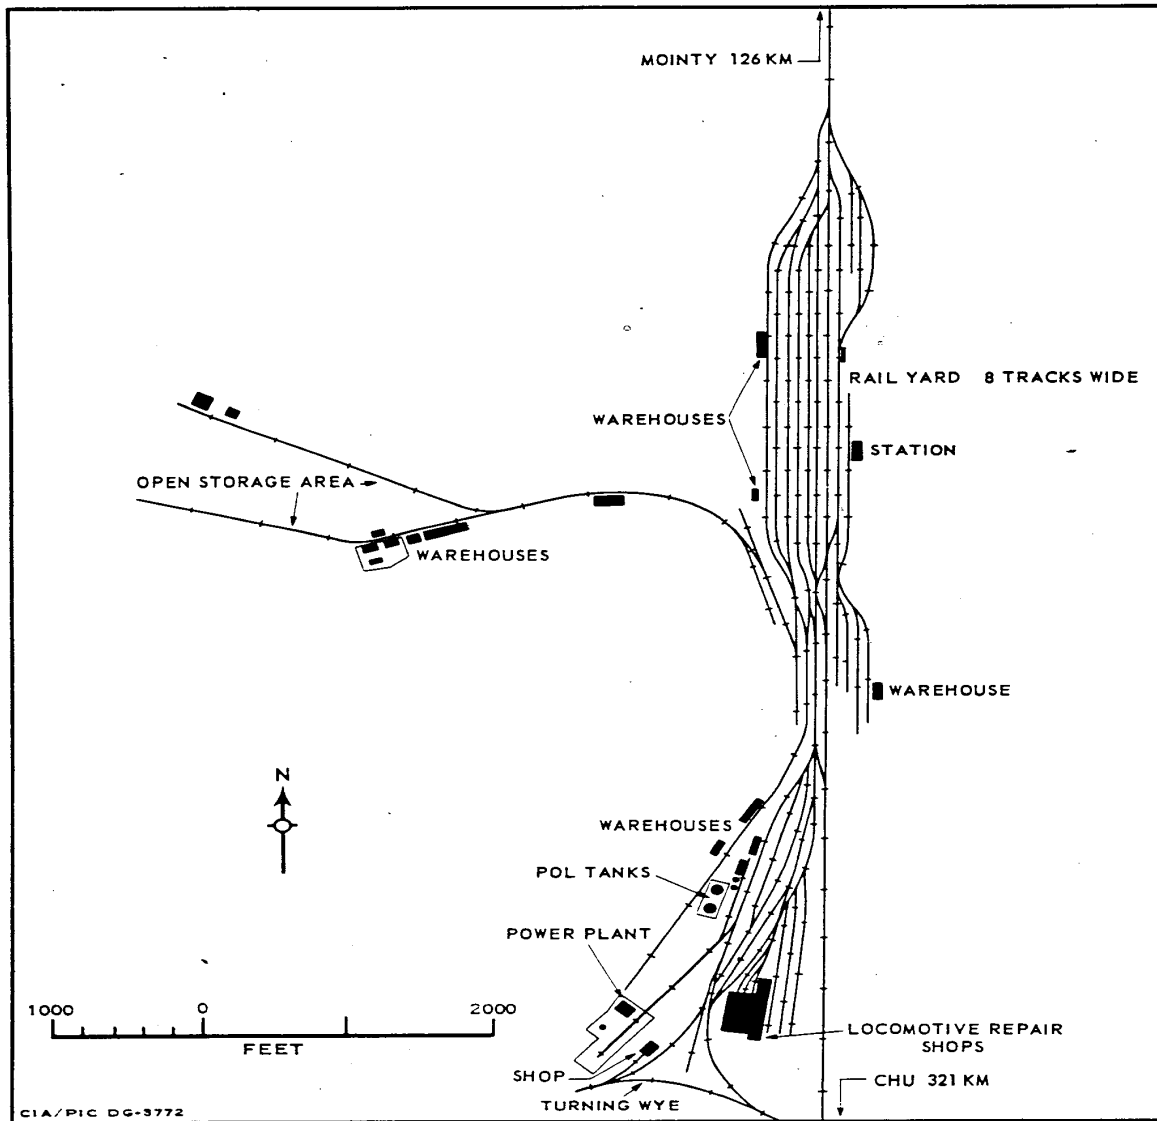 MOINTY 126 KM
RAIL YARD 8 TRACKS WIDE
WAREHOUSES
STATION
OPEN STORAGE AREA
WAREHOUSES
WAREHOUSE
N
WAREHOUSES
POL TANKS
POWER PLANT
1000 0 2000
FEET
LOCOMOTIVE REPAIR
SHOPS
SHOP
CHU 321 KM
TURNING WYE
CIA/PIC DG-3772